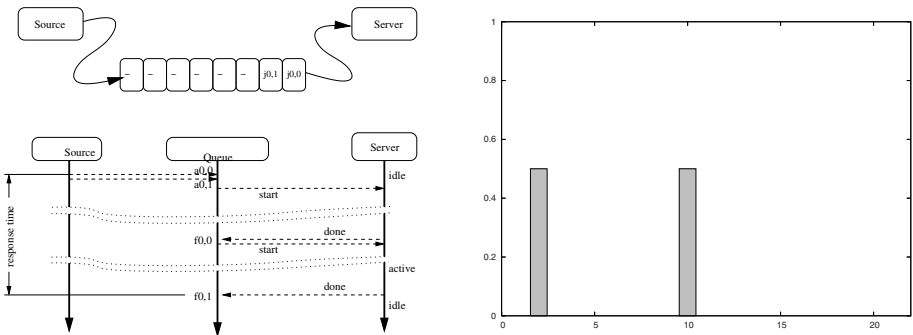 Source
Server
– – – – – – j0,1 j0,0
Source
Queue
Server
a0,0
a0,1
idle
start
response time
f0,0
done
start
active
f0,1
done
idle
1
0.8
0.6
0.4
0.2
0
0 5 10 15 20